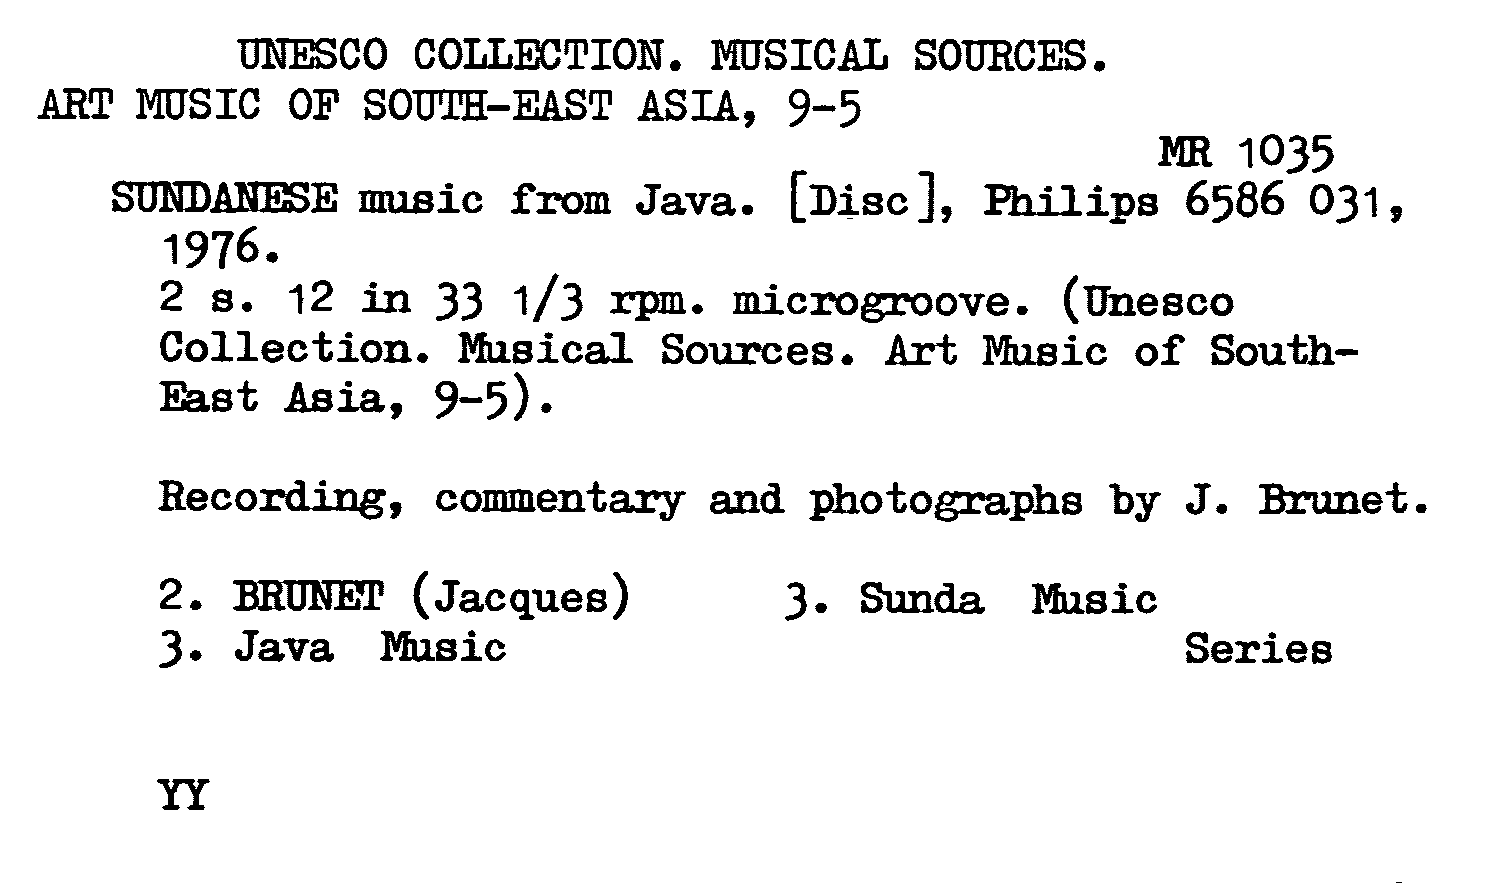 UNESCO COLLECTION. MUSICAL SOURCES.
ART MUSIC OF SOUTH-EAST ASIA, 9-5
MR 1035
SUNDANESE music from Java. [Disc], Philips 6586 031,
1976.
2 s. 12 in 33 1/3 rpm. microgroove. (Unesco
Collection. Musical Sources. Art Music of South-
East Asia, 9-5).
Recording, commentary and photographs by J. Brunet.
2. BRUNET (Jacques) 3. Sunda Music
3. Java Music Series
YY